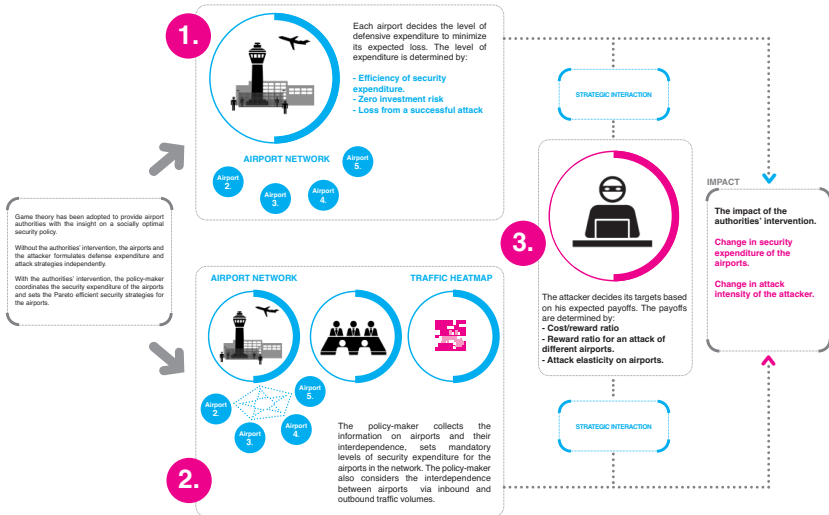 Game theory has been adopted to provide airport
authorities with the insight on a socially optimal
security policy.
Without the authorities' intervention, the airports and
the attacker formulates defense expenditure and
attack strategies independently.
With the authorities' intervention, the policy-maker
coordinates the security expenditure of the airports
and sets the Pareto efficient security strategies for
the airports.
1.
Each airport decides the level of
defensive expenditure to minimize
its expected loss. The level of
expenditure is determined by:
- Efficiency of security
expenditure.
- Zero investment risk
- Loss from a successful attack
AIRPORT NETWORK
Airport
2.
Airport
3.
Airport
4.
Airport
5.
2.
AIRPORT NETWORK
TRAFFIC HEATMAP
Airport
2.
Airport
3.
Airport
4.
Airport
5.
The policy-maker collects the
information on airports and their
interdependence, sets mandatory
levels of security expenditure for the
airports in the network. The policy-maker
also considers the interdependence
between airports via inbound and
outbound traffic volumes.
STRATEGIC INTERACTION
3.
The attacker decides its targets based
on his expected payoffs. The payoffs
are determined by:
- Cost/reward ratio
- Reward ratio for an attack of
different airports.
- Attack elasticity on airports.
STRATEGIC INTERACTION
IMPACT
The impact of the
authorities' intervention.
Change in security
expenditure of the
airports.
Change in attack
intensity of the attacker.